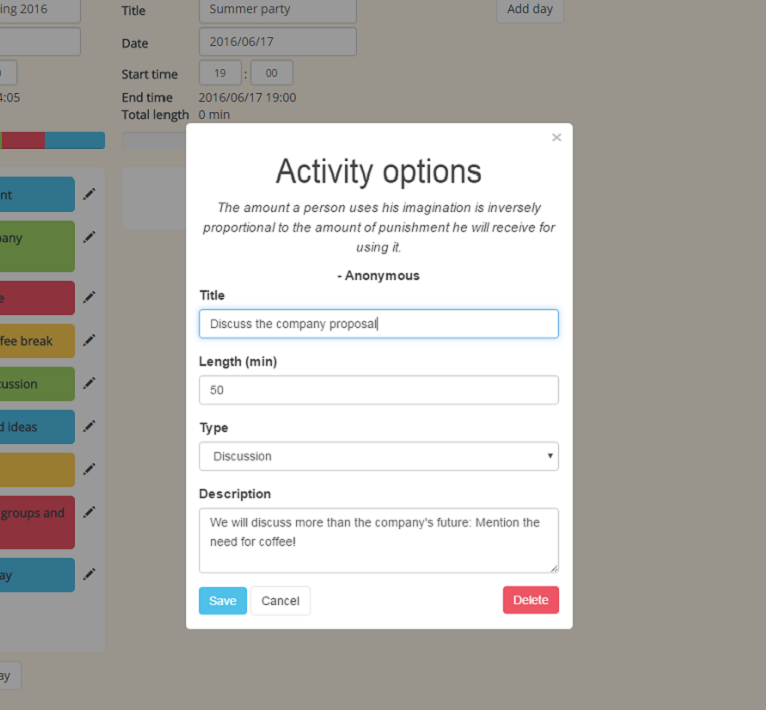 ing 2016
Title
Summer party
Add day
Date
2016/06/17
Start time
19 : 00
4:05
End time
2016/06/17 19:00
Total length
0 min
×
Activity options
The amount a person uses his imagination is inversely
proportional to the amount of punishment he will receive for
using it.
- Anonymous
Title
Discuss the company proposal
Length (min)
50
Type
Discussion
Description
We will discuss more than the company's future: Mention the
need for coffee!
Save
Cancel
Delete
nt
pany
e
fee break
cussion
d ideas
groups and
ay
ay